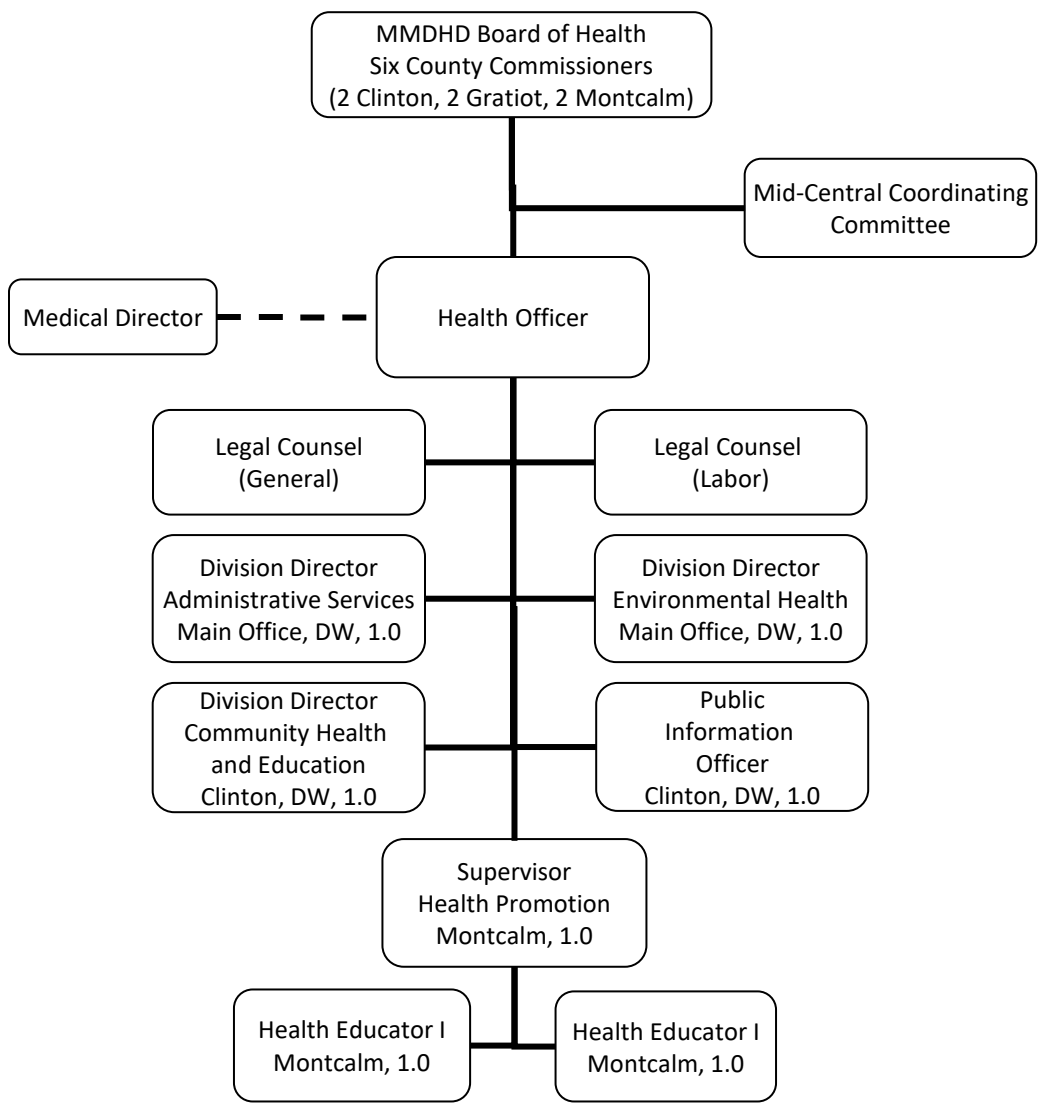 MMDHD Board of Health
Six County Commissioners
(2 Clinton, 2 Gratiot, 2 Montcalm)
Mid-Central Coordinating
Committee
Medical Director
Health Officer
Legal Counsel
(General)
Legal Counsel
(Labor)
Division Director
Administrative Services
Main Office, DW, 1.0
Division Director
Environmental Health
Main Office, DW, 1.0
Division Director
Community Health
and Education
Clinton, DW, 1.0
Public
Information
Officer
Clinton, DW, 1.0
Supervisor
Health Promotion
Montcalm, 1.0
Health Educator I
Montcalm, 1.0
Health Educator I
Montcalm, 1.0